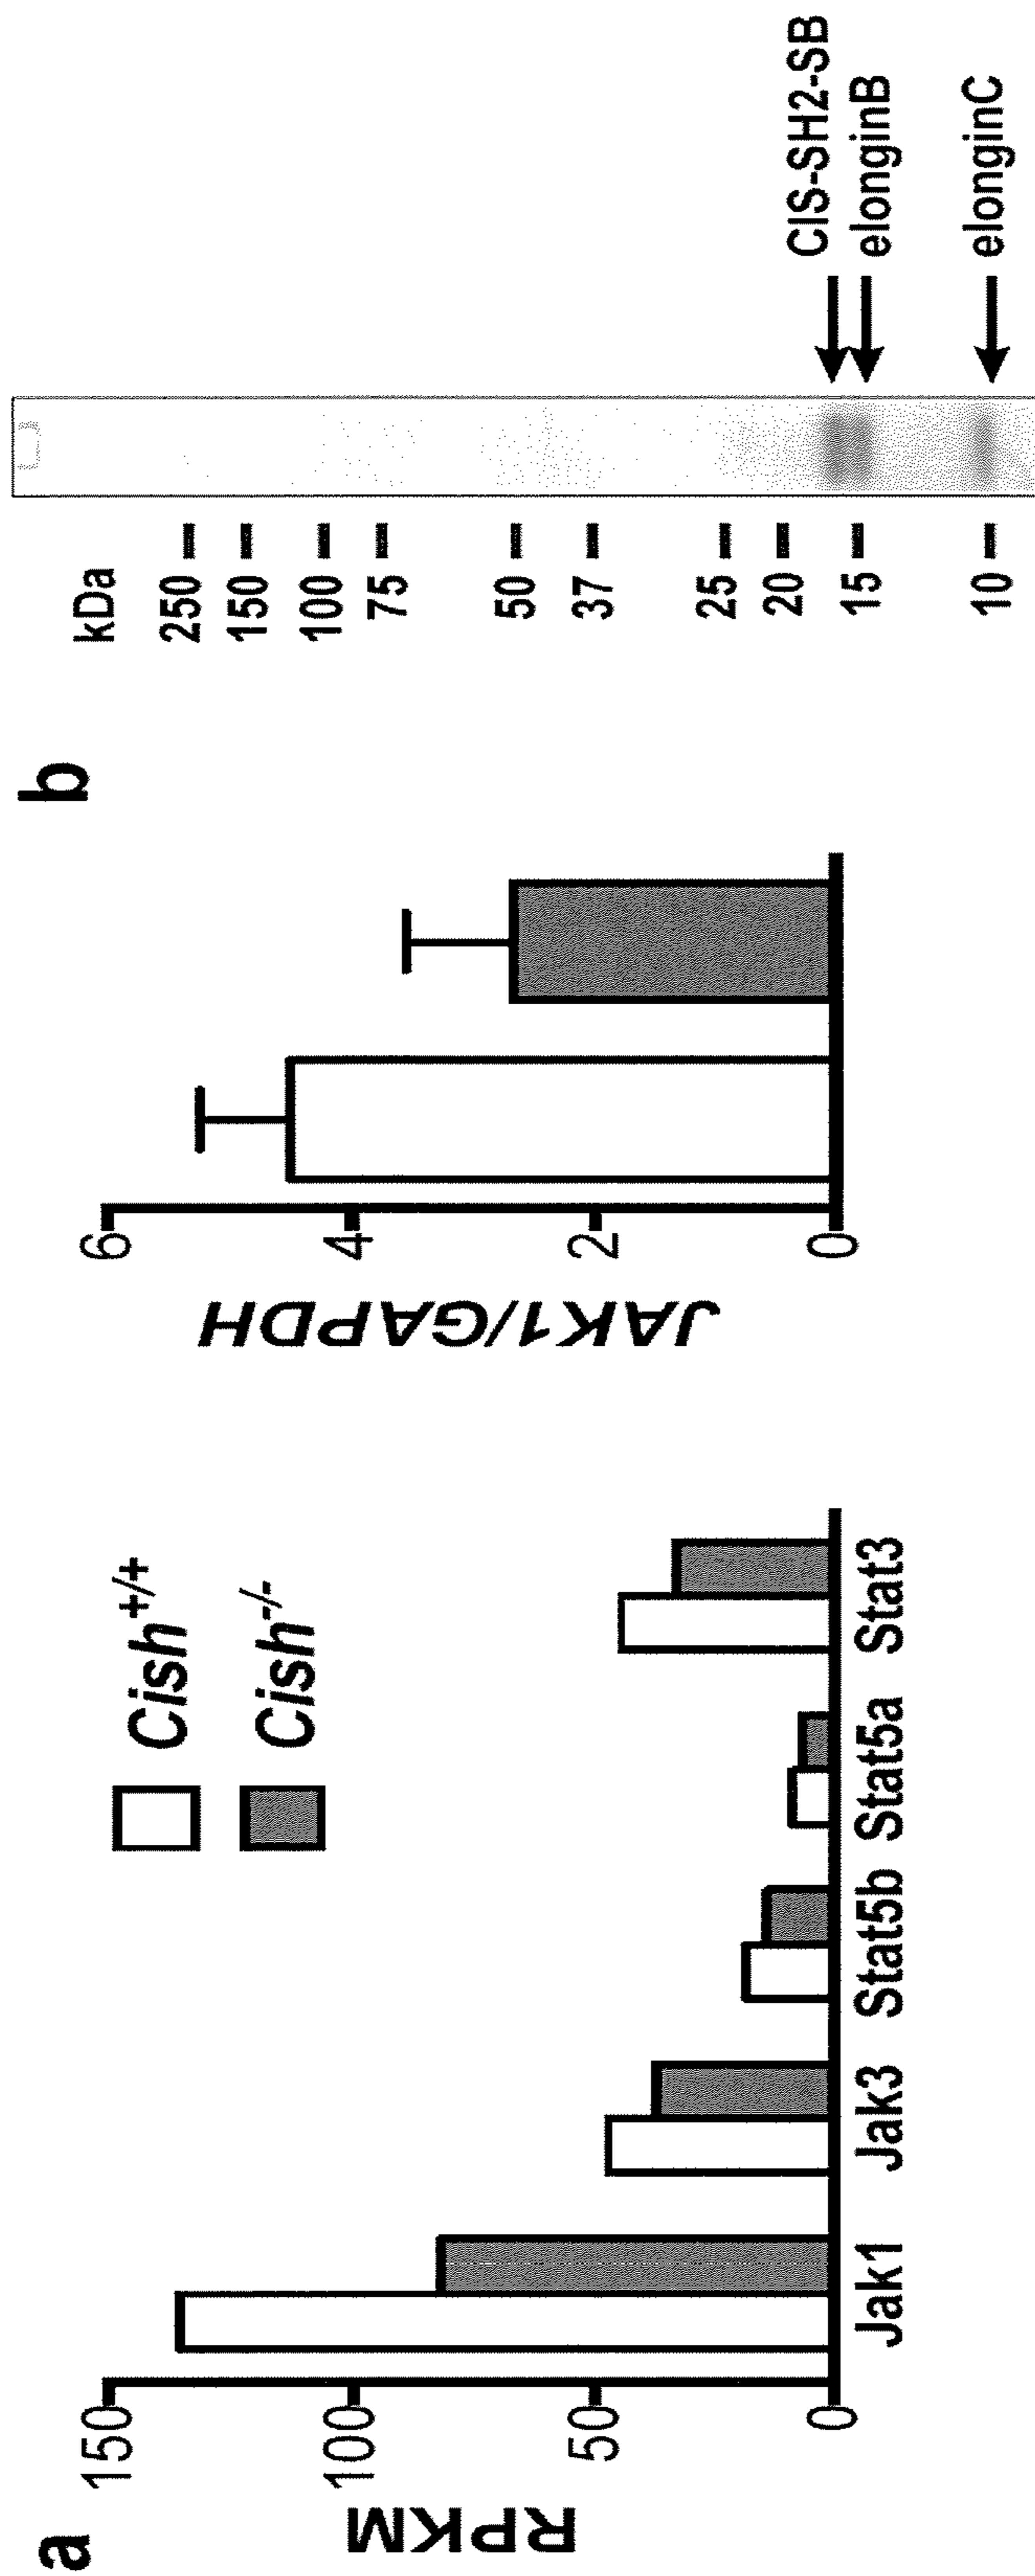 a
RPKM
150
100
50
0
Jak1 Jak3 Stat5b Stat5a Stat3
Cish+/+
Cish-/-
JAK1/GAPDH
6
4
2
0
b
kDa
250
150
100
75
50
37
25
20
15
10
CIS-SH2-SB
elonginB
elonginC